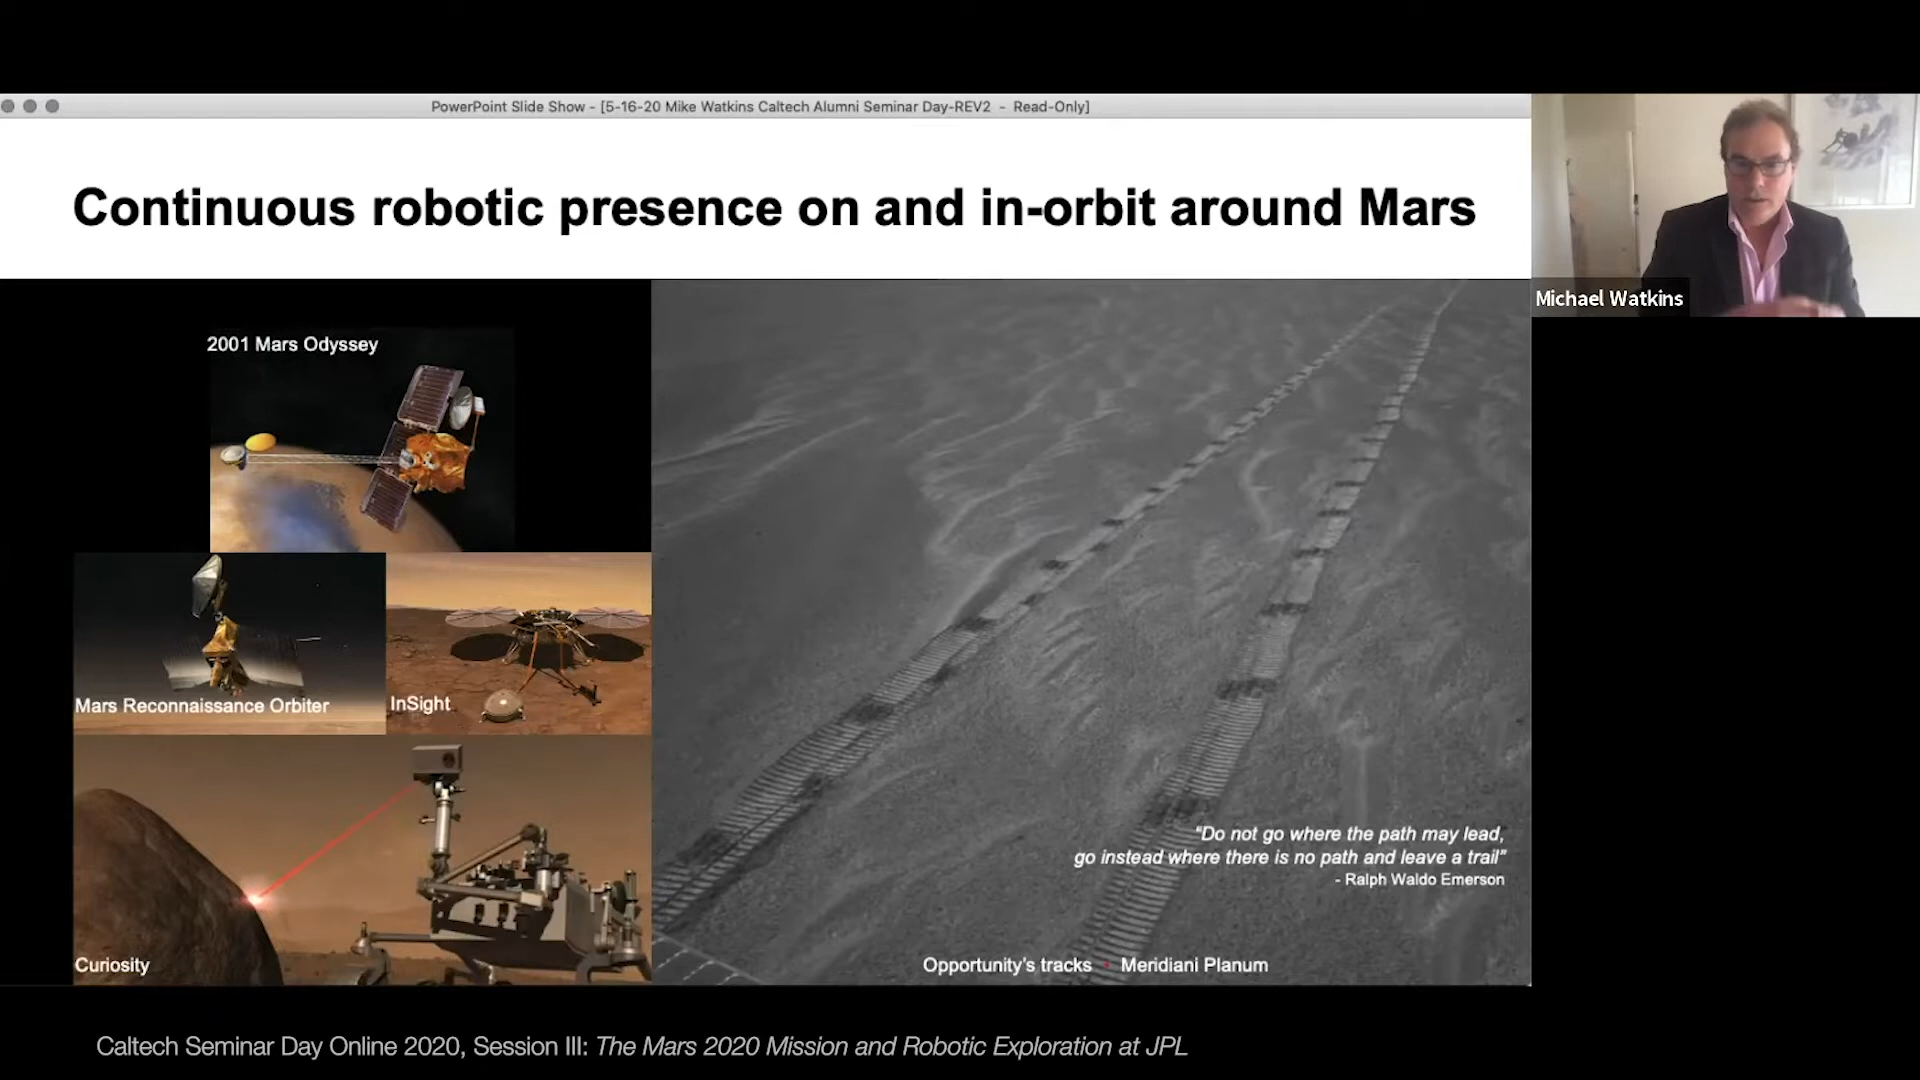 PowerPoint Slide Show - [5-16-20 Mike Watkins Caltech Alumni Seminar Day-REV2 - Read-Only]
Continuous robotic presence on and in-orbit around Mars
Michael Watkins
2001 Mars Odyssey
Mars Reconnaissance Orbiter
InSight
Curiosity
“Do not go where the path may lead,
go instead where there is no path and leave a trail”
- Ralph Waldo Emerson
Opportunity’s tracks • Meridiani Planum
Caltech Seminar Day Online 2020, Session III: The Mars 2020 Mission and Robotic Exploration at JPL